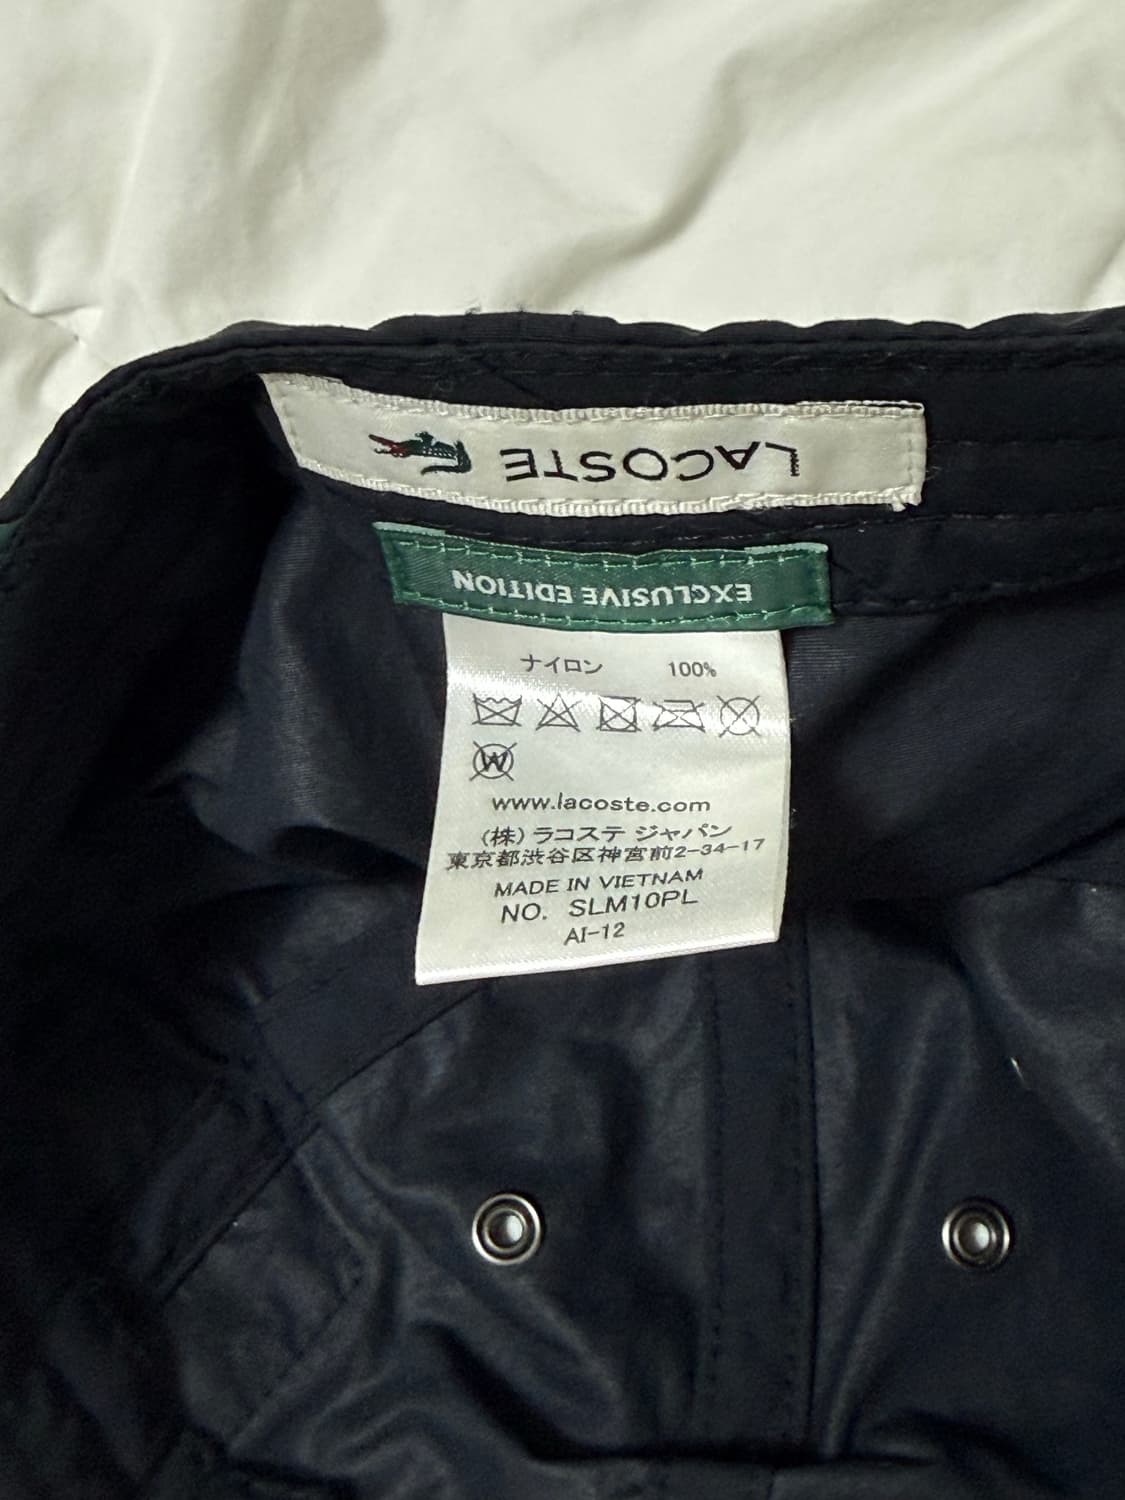 LACOSTE
EXCLUSIVE EDITION
ナイロン 100%
W
www.lacoste.com
(株)ラコステ ジャパン
東京都渋谷区神宮前2-34-17
MADE IN VIETNAM
NO. SLM10PL
AI-12